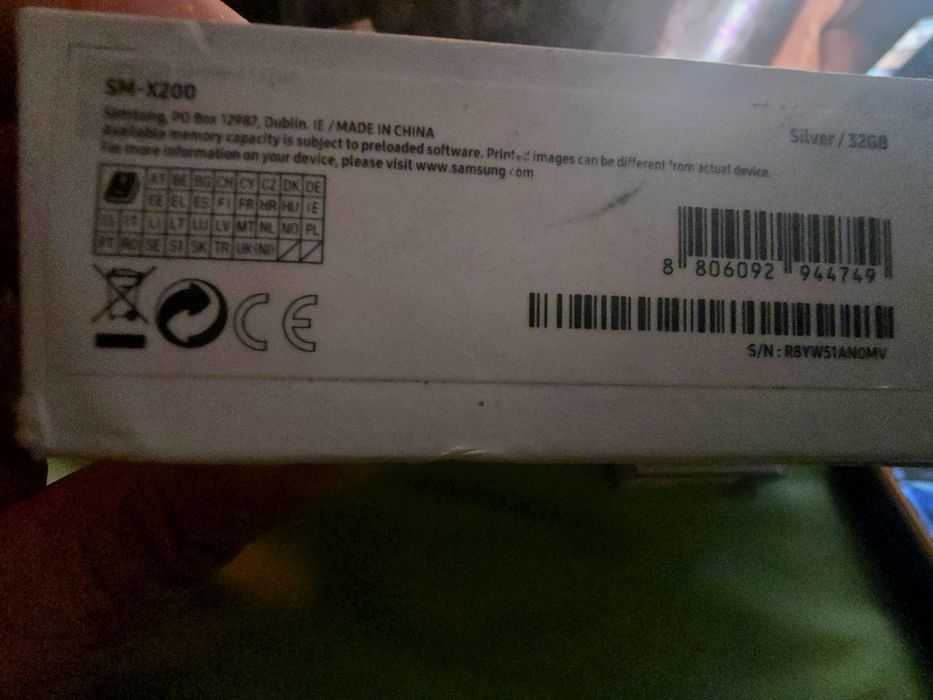 SM-X200
Samsung, PO Box 12987, Dublin. IE / MADE IN CHINA
Available memory capacity is subject to preloaded software. Printed images can be different from actual device.
For more information on your device, please visit www.samsung.com
Silver / 32GB
AT BE BG CH CY CZ DK DE
EE EL ES FI FR HR HU IE
IS IT LI LT LU LV MT NL NO PL
PT RO SE SI SK TR UK(NI)
8 806092 944749
CE
S/N : R8YW51AN0MV